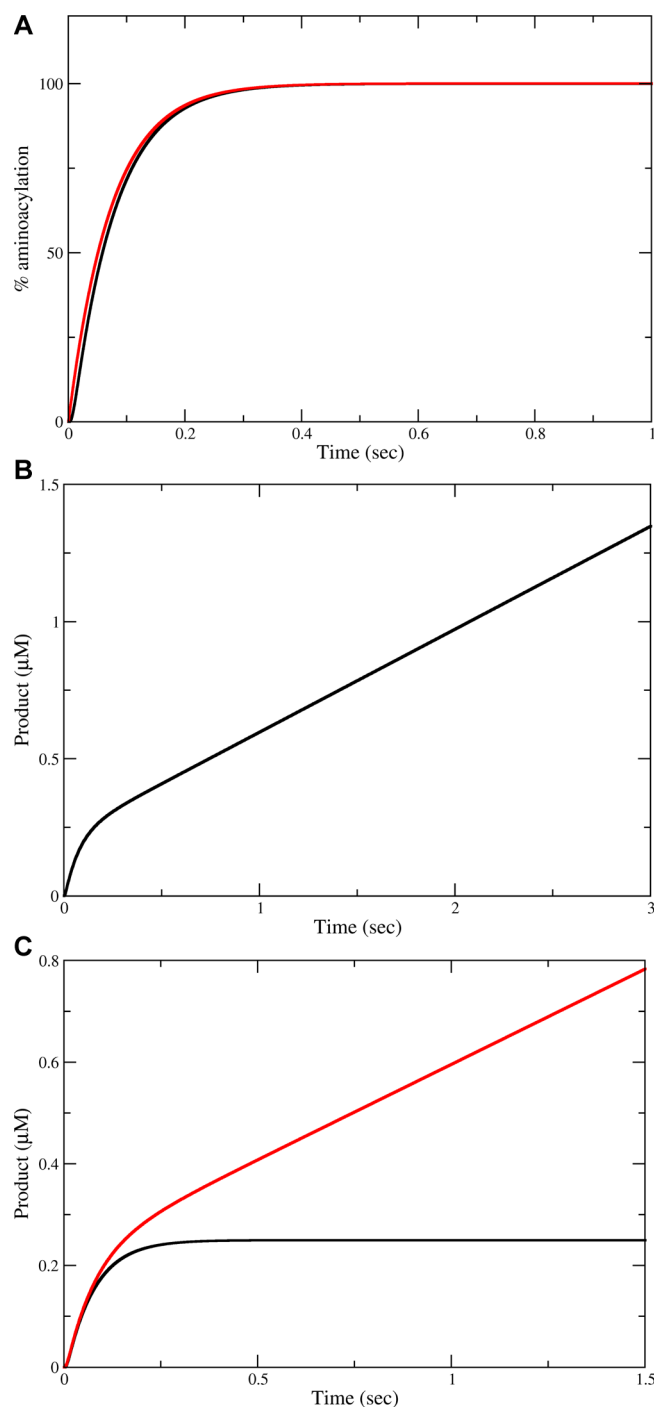 A
100
50
0
% aminoacylation
0 0.2 0.4 0.6 0.8 1
Time (sec)
B
1.5
1
0.5
0
Product (µM)
0 1 2 3
Time (sec)
C
0.8
0.6
0.4
0.2
0
Product (µM)
0 0.5 1 1.5
Time (sec)